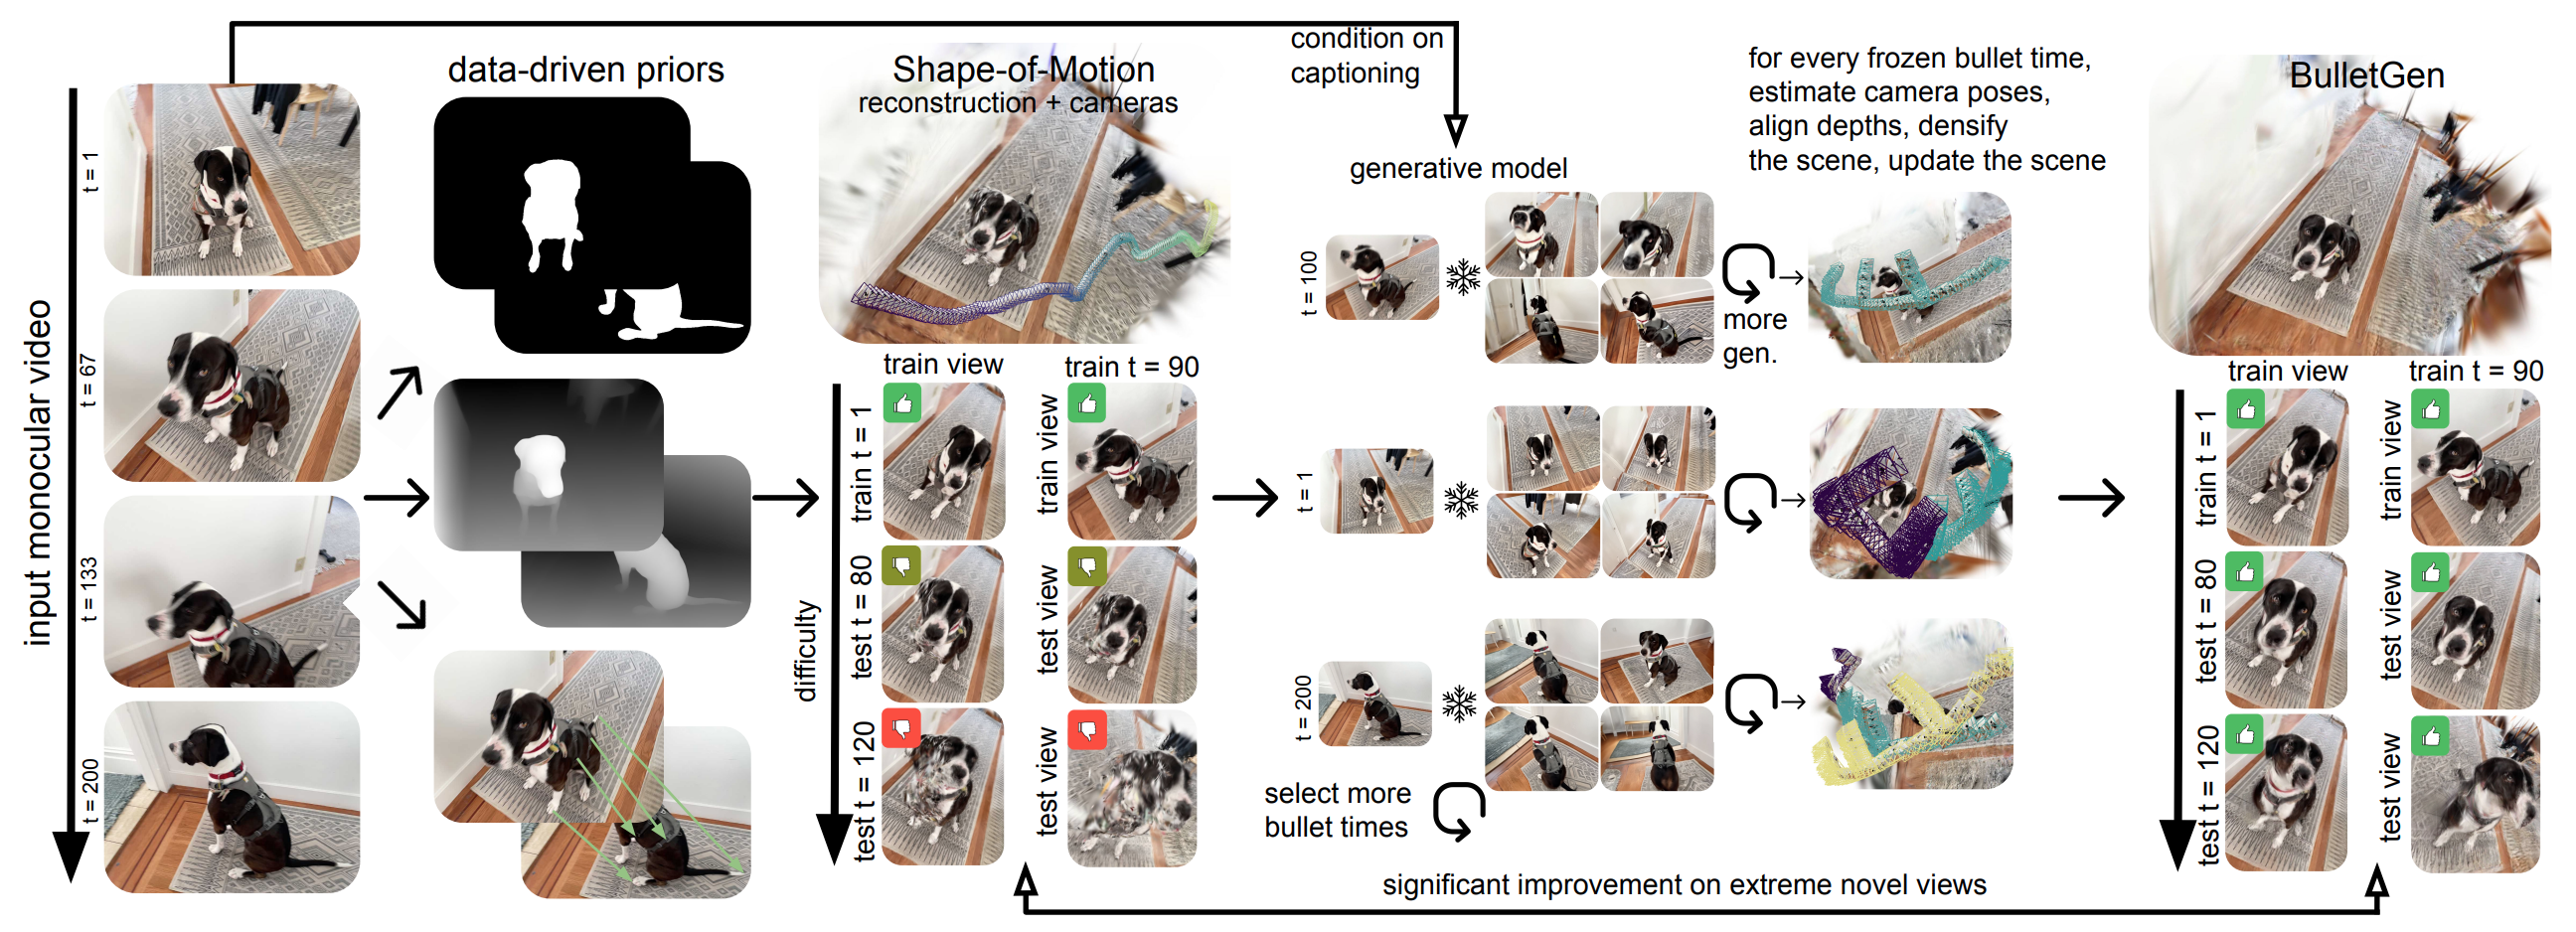 input monocular video
t = 1
t = 67
t = 133
t = 200
data-driven priors
Shape-of-Motion
reconstruction + cameras
difficulty
train view
train t = 1
test t = 80
test t = 120
train t = 90
train view
test view
test view
condition on
captioning
generative model
t = 100
t = 1
t = 200
more
gen.
select more
bullet times
for every frozen bullet time,
estimate camera poses,
align depths, densify
the scene, update the scene
BulletGen
train view
train t = 1
test t = 80
test t = 120
train t = 90
train view
test view
test view
significant improvement on extreme novel views